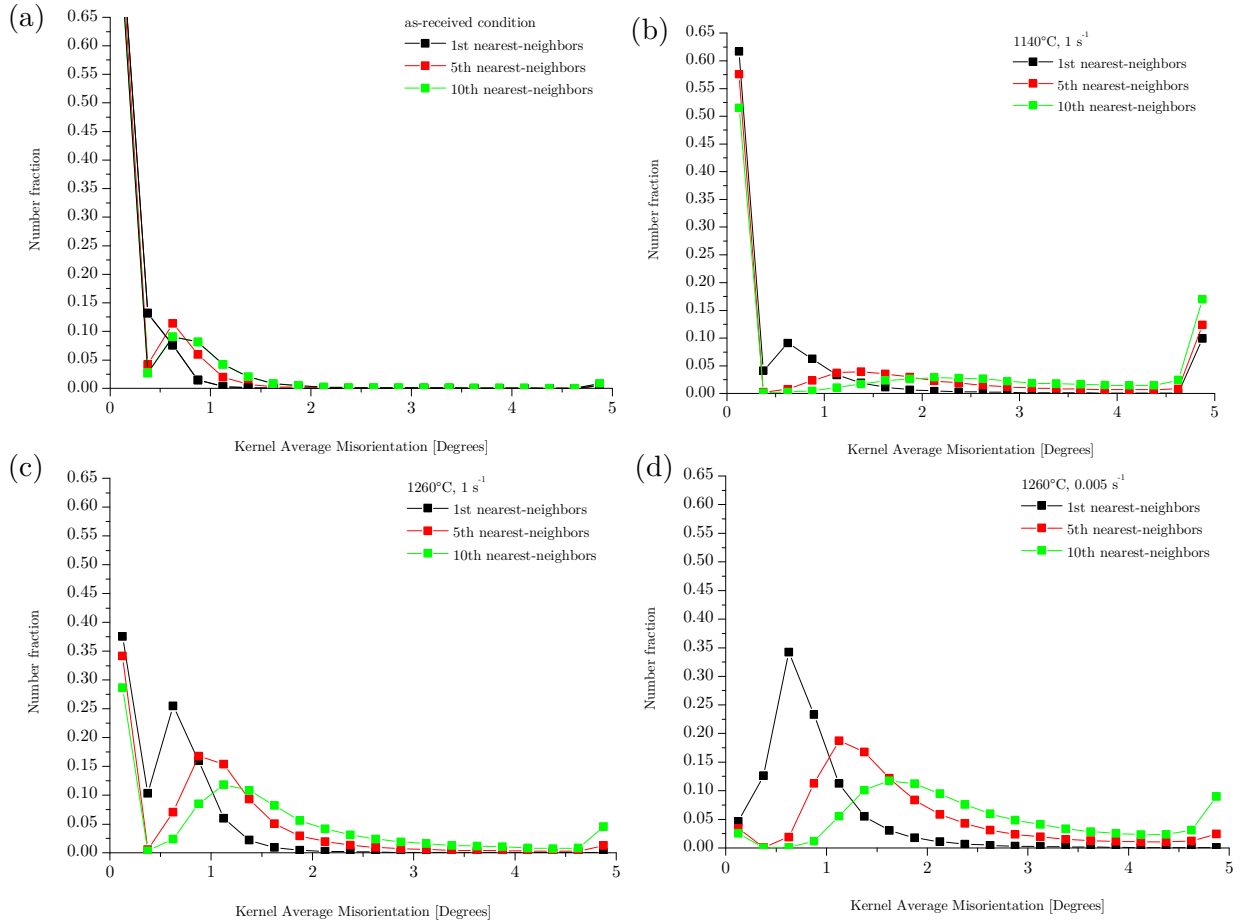 (a)
as-received condition
1st nearest-neighbors
5th nearest-neighbors
10th nearest-neighbors
0.65
0.60
0.55
0.50
0.45
0.40
0.35
0.30
0.25
0.20
0.15
0.10
0.05
0.00
Number fraction
0 1 2 3 4 5
Kernel Average Misorientation [Degrees]
(b)
1140°C, 1 s⁻¹
1st nearest-neighbors
5th nearest-neighbors
10th nearest-neighbors
0.65
0.60
0.55
0.50
0.45
0.40
0.35
0.30
0.25
0.20
0.15
0.10
0.05
0.00
Number fraction
0 1 2 3 4 5
Kernel Average Misorientation [Degrees]
(c)
1260°C, 1 s⁻¹
1st nearest-neighbors
5th nearest-neighbors
10th nearest-neighbors
0.65
0.60
0.55
0.50
0.45
0.40
0.35
0.30
0.25
0.20
0.15
0.10
0.05
0.00
Number fraction
0 1 2 3 4 5
Kernel Average Misorientation [Degrees]
(d)
1260°C, 0.005 s⁻¹
1st nearest-neighbors
5th nearest-neighbors
10th nearest-neighbors
0.65
0.60
0.55
0.50
0.45
0.40
0.35
0.30
0.25
0.20
0.15
0.10
0.05
0.00
Number fraction
0 1 2 3 4 5
Kernel Average Misorientation [Degrees]